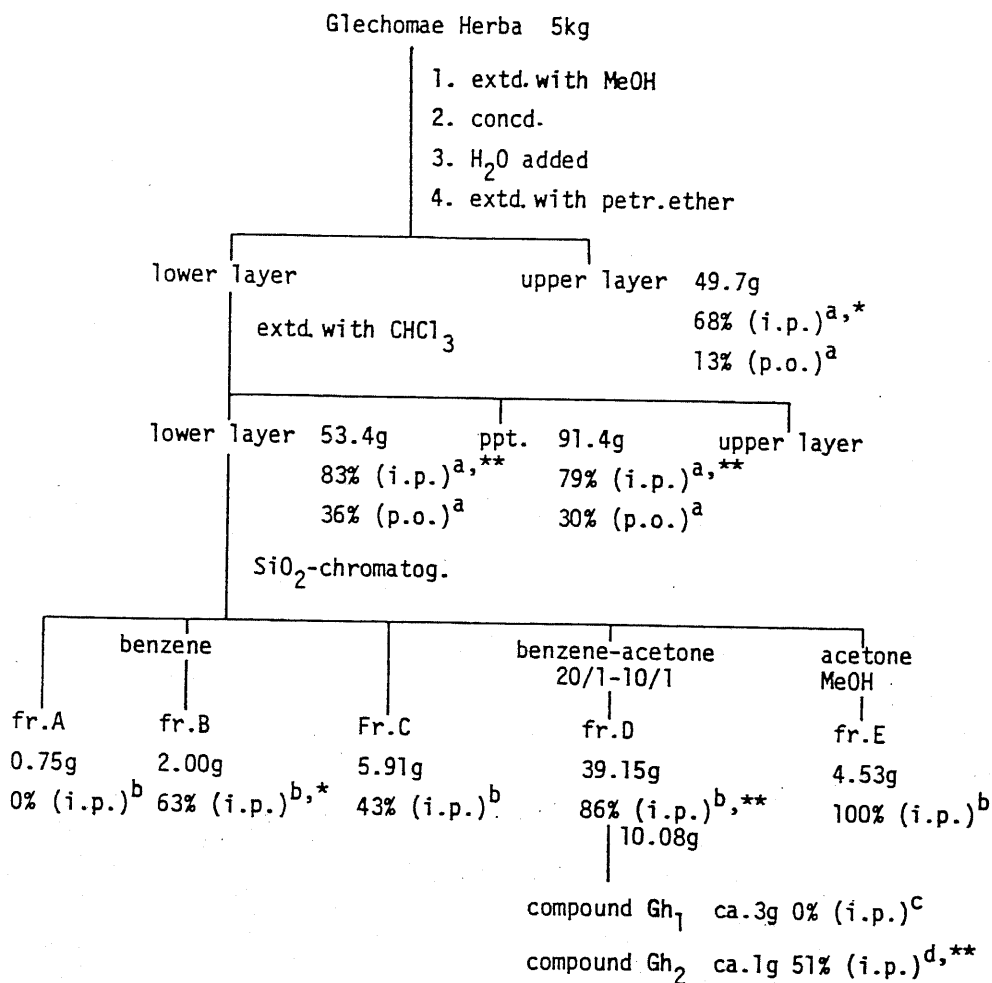 Glechomae Herba 5kg
1. extd. with MeOH
2. concd.
3. H2O added
4. extd. with petr.ether
lower layer
upper layer 49.7g
68% (i.p.)a,*
13% (p.o.)a
extd. with CHCl3
lower layer 53.4g
83% (i.p.)a,**
36% (p.o.)a
ppt. 91.4g
79% (i.p.)a,**
30% (p.o.)a
upper layer
SiO2-chromatog.
benzene
benzene-acetone
20/1-10/1
acetone
MeOH
fr.A
0.75g
0% (i.p.)b
fr.B
2.00g
63% (i.p.)b,*
Fr.C
5.91g
43% (i.p.)b
fr.D
39.15g
86% (i.p.)b,**
10.08g
fr.E
4.53g
100% (i.p.)b
compound Gh1 ca.3g 0% (i.p.)c
compound Gh2 ca.1g 51% (i.p.)d,**